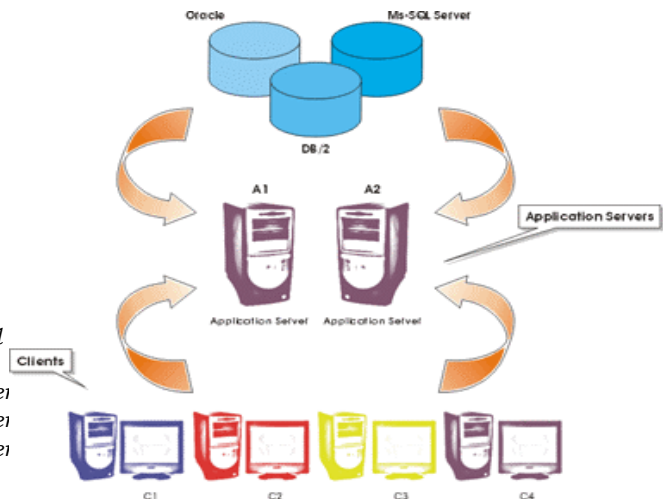 Oracle
Ms-SQL Server
DB/2
A1
A2
Application Servers
Application Server
Application Server
Clients
C1
C2
C3
C4